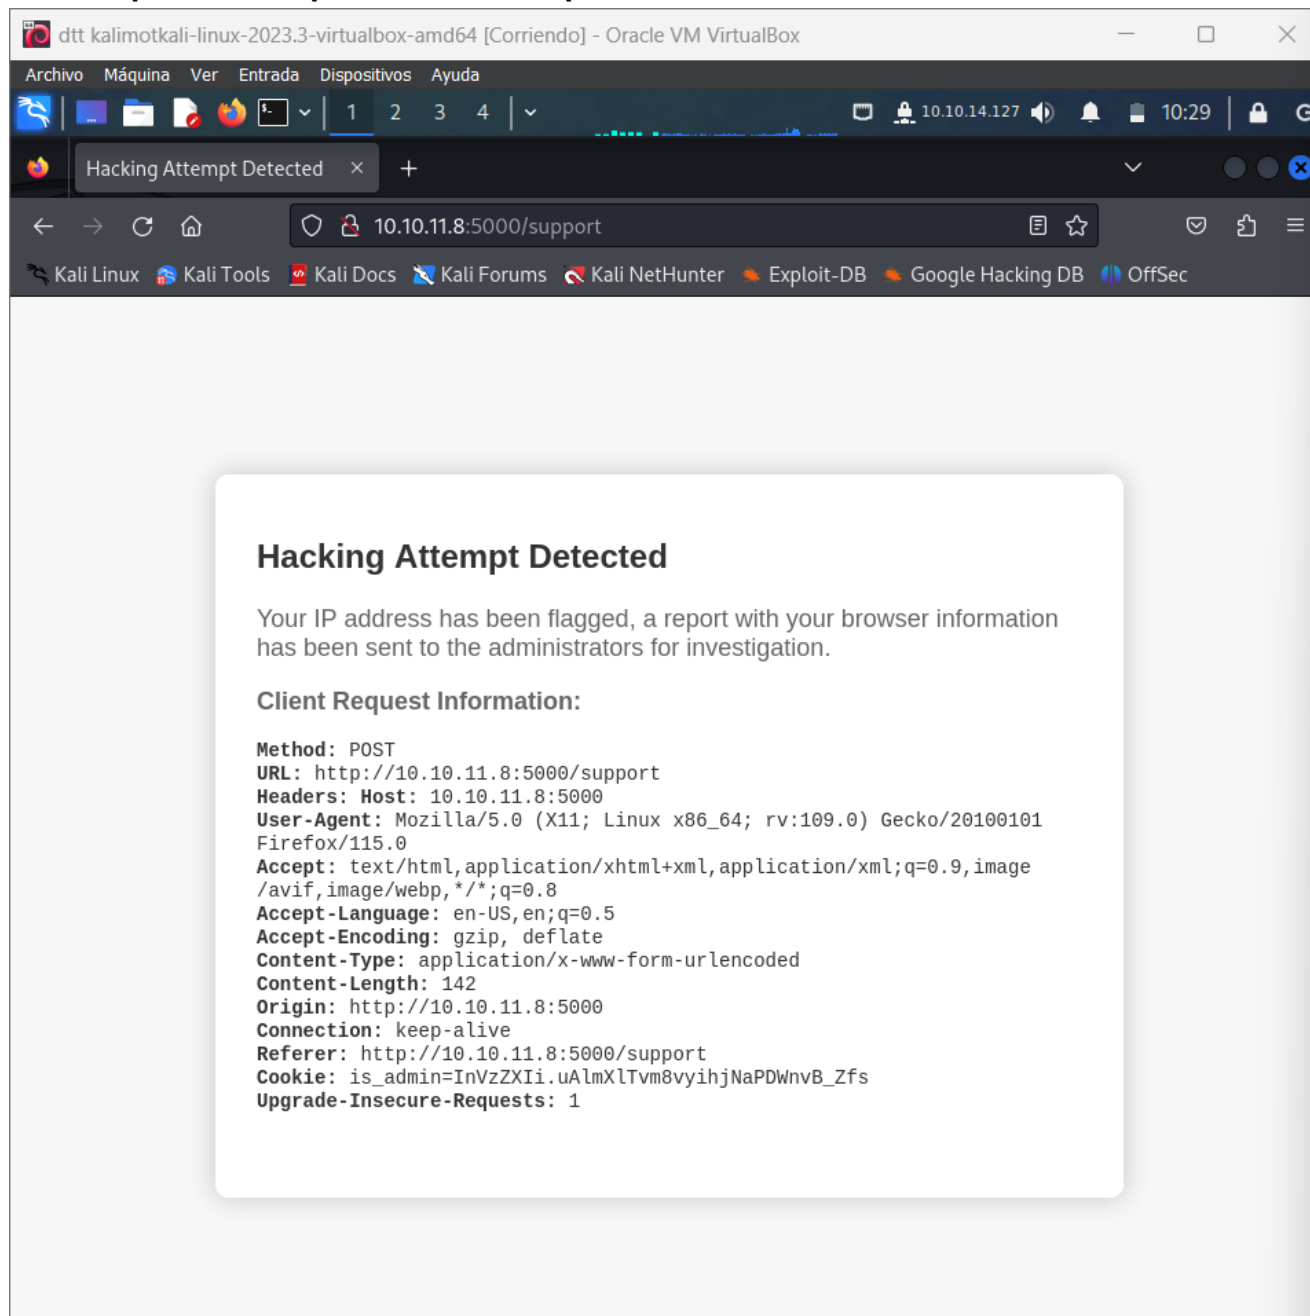 dtt kalimotkali-linux-2023.3-virtualbox-amd64 [Corriendo] - Oracle VM VirtualBox
Archivo Máquina Ver Entrada Dispositivos Ayuda
1 2 3 4 10.10.14.127 10:29
Hacking Attempt Detected
10.10.11.8:5000/support
Kali Linux Kali Tools Kali Docs Kali Forums Kali NetHunter Exploit-DB Google Hacking DB OffSec
Hacking Attempt Detected
Your IP address has been flagged, a report with your browser information
has been sent to the administrators for investigation.
Client Request Information:
Method: POST
URL: http://10.10.11.8:5000/support
Headers: Host: 10.10.11.8:5000
User-Agent: Mozilla/5.0 (X11; Linux x86_64; rv:109.0) Gecko/20100101
Firefox/115.0
Accept: text/html,application/xhtml+xml,application/xml;q=0.9,image
/avif,image/webp,*/*;q=0.8
Accept-Language: en-US,en;q=0.5
Accept-Encoding: gzip, deflate
Content-Type: application/x-www-form-urlencoded
Content-Length: 142
Origin: http://10.10.11.8:5000
Connection: keep-alive
Referer: http://10.10.11.8:5000/support
Cookie: is_admin=InVzZXIi.uAlmXlTvm8vyihjNaPDWnvB_Zfs
Upgrade-Insecure-Requests: 1